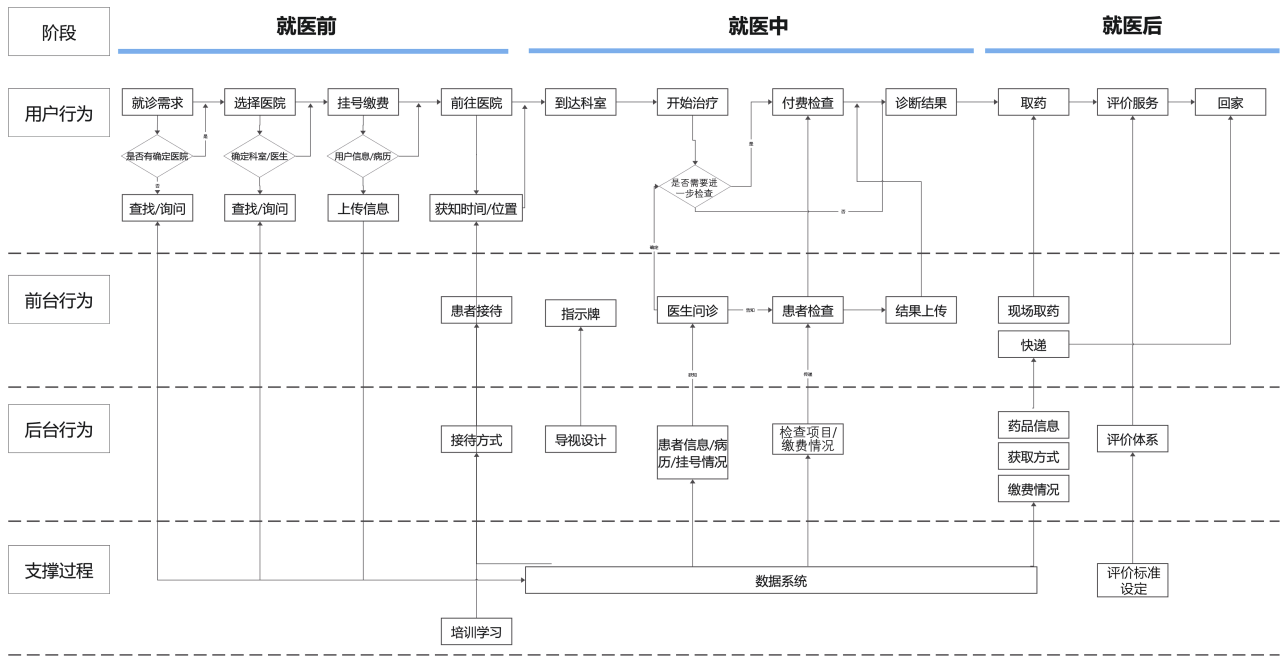 阶段
就医前
就医中
就医后
用户行为
就诊需求
选择医院
挂号缴费
前往医院
到达科室
开始治疗
付费检查
诊断结果
取药
评价服务
回家
是
是
是否有确定医院
确定科室/医生
用户信息/病历
是否需要进
一步检查
否
查找/询问
查找/询问
上传信息
获知时间/位置
否
确定
前台行为
患者接待
指示牌
医生问诊
患者检查
结果上传
现场取药
快递
后台行为
接待方式
导视设计
患者信息/病
历/挂号情况
检查项目/
缴费情况
药品信息
获取方式
缴费情况
评价体系
支撑过程
数据系统
评价标准
设定
培训学习